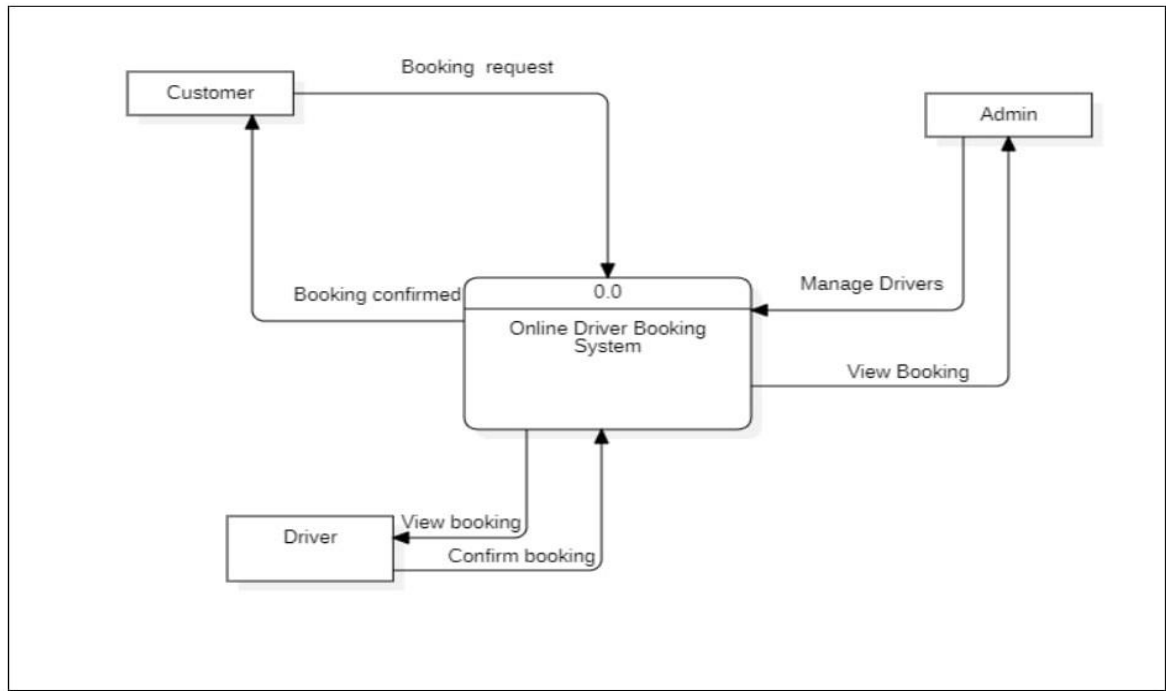 Booking request
Customer
Admin
Manage Drivers
Booking confirmed
0.0
Online Driver Booking
System
View Booking
View booking
Driver
Confirm booking